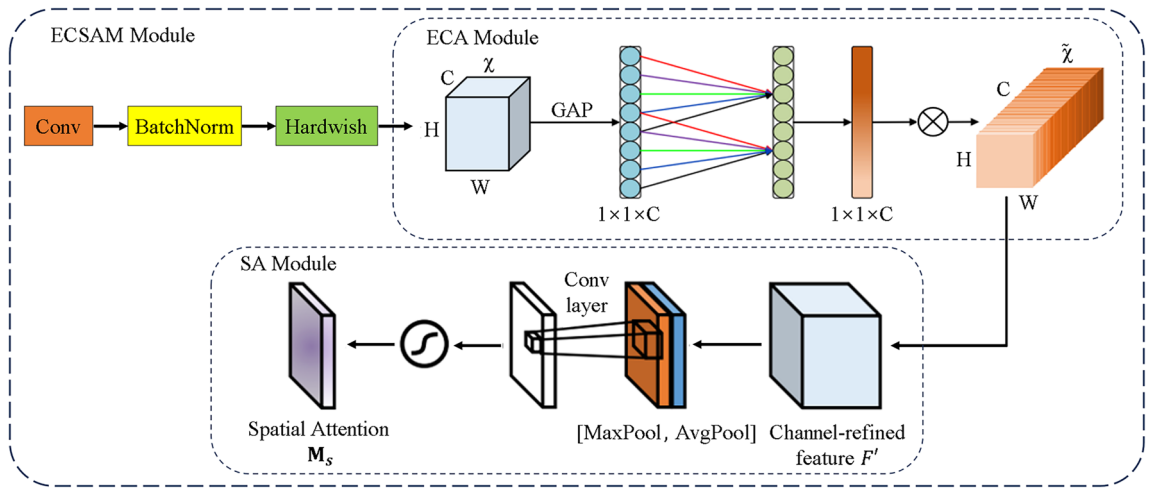 ECSAM Module
ECA Module
Conv
BatchNorm
Hardwish
C
χ
H
W
GAP
1×1×C
1×1×C
χ̃
C
H
W
SA Module
Conv
layer
Spatial Attention
𝐌ₛ
[MaxPool, AvgPool]
Channel-refined
feature F′